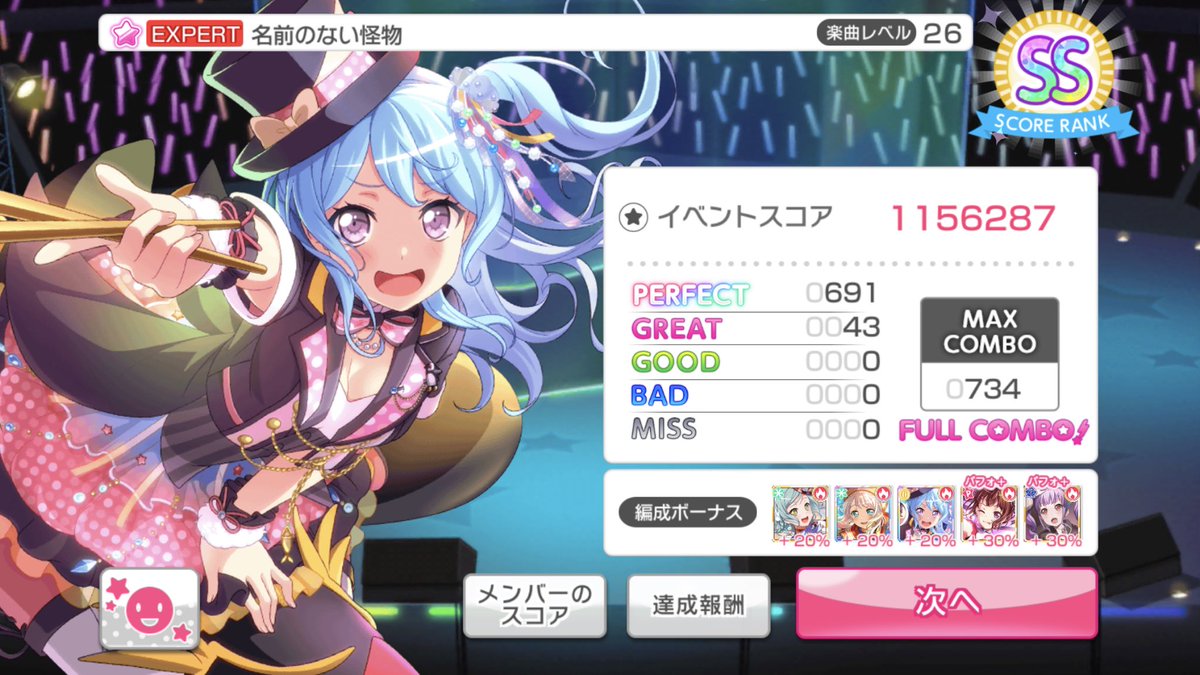 EXPERT 名前のない怪物 楽曲レベル 26
SS
SCORE RANK
イベントスコア 1156287
PERFECT 0691
GREAT 0043
GOOD 0000
BAD 0000
MISS 0000
MAX
COMBO
0734
FULL COMBO!
編成ボーナス
パフォ+ パフォ+
+20% +20% +20% +30% +30%
メンバーの
スコア
達成報酬
次へ